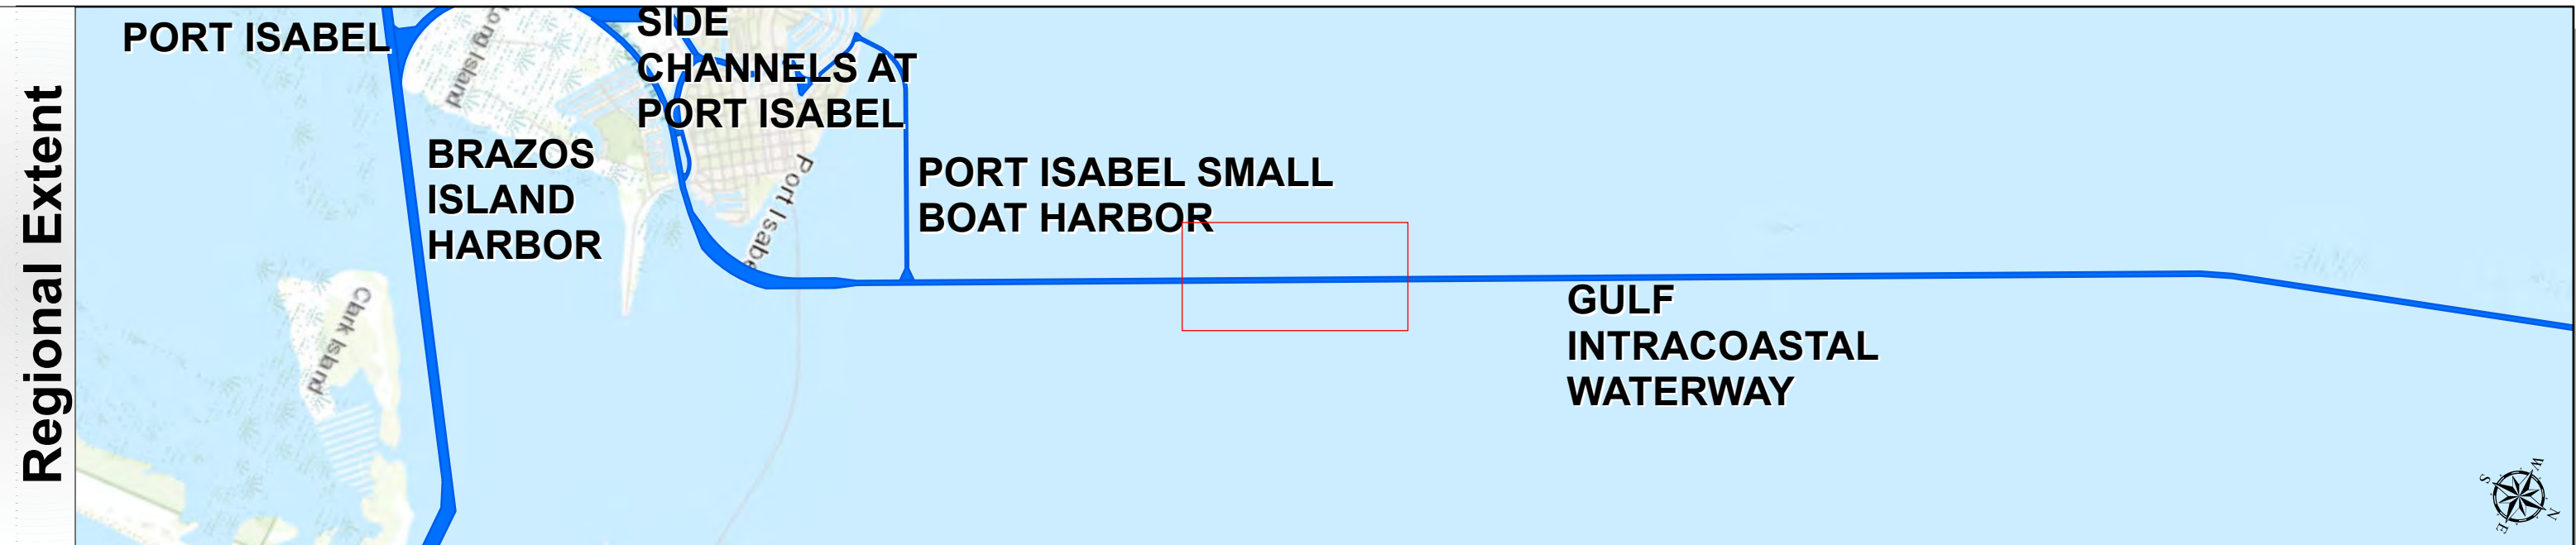 Regional Extent
PORT ISABEL
Long Island
SIDE
CHANNELS AT
PORT ISABEL
BRAZOS
ISLAND
HARBOR
Port Isabe
PORT ISABEL SMALL
BOAT HARBOR
Clark Island
GULF
INTRACOASTAL
WATERWAY
W
S
N
E